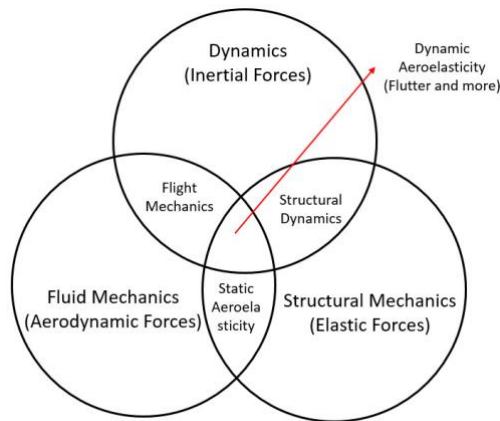 Dynamics
(Inertial Forces)
Dynamic
Aeroelasticity
(Flutter and more)
Flight
Mechanics
Structural
Dynamics
Fluid Mechanics
(Aerodynamic Forces)
Static
Aeroela
sticity
Structural Mechanics
(Elastic Forces)